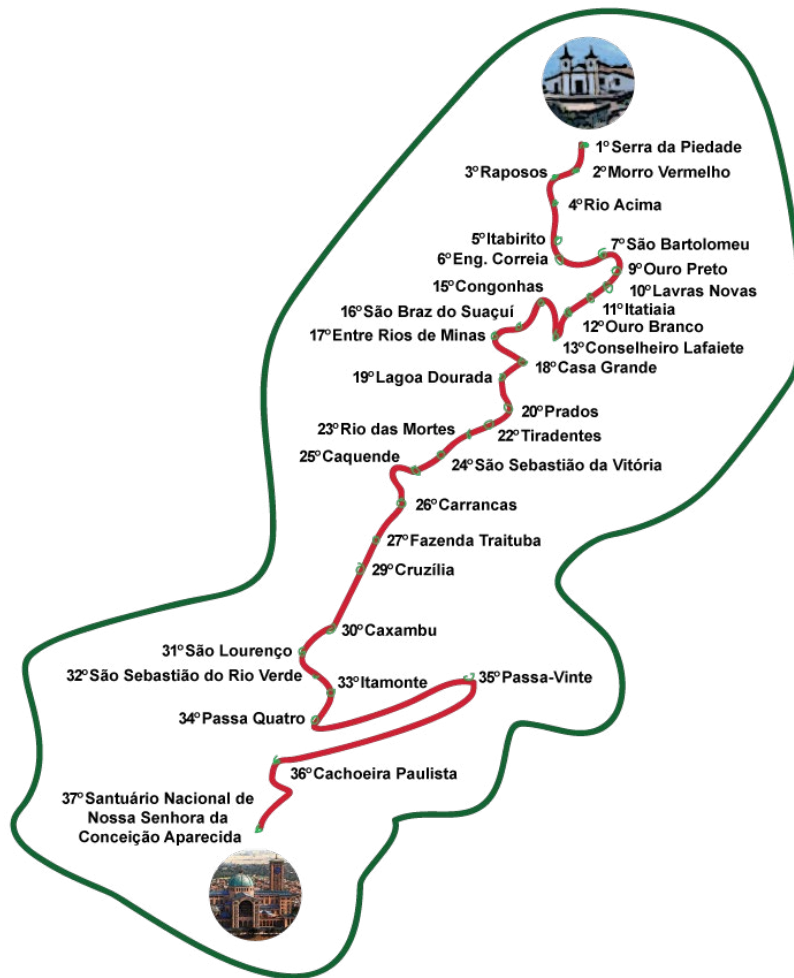 1º Serra da Piedade
2º Morro Vermelho
3º Raposos
4º Rio Acima
5º Itabirito
6º Eng. Correia
7º São Bartolomeu
9º Ouro Preto
10º Lavras Novas
11º Itatiaia
12º Ouro Branco
13º Conselheiro Lafaiete
15º Congonhas
16º São Braz do Suaçuí
17º Entre Rios de Minas
18º Casa Grande
19º Lagoa Dourada
20º Prados
22º Tiradentes
23º Rio das Mortes
24º São Sebastião da Vitória
25º Caquende
26º Carrancas
27º Fazenda Traituba
29º Cruzília
30º Caxambu
31º São Lourenço
32º São Sebastião do Rio Verde
33º Itamonte
34º Passa Quatro
35º Passa-Vinte
36º Cachoeira Paulista
37º Santuário Nacional de
Nossa Senhora da
Conceição Aparecida